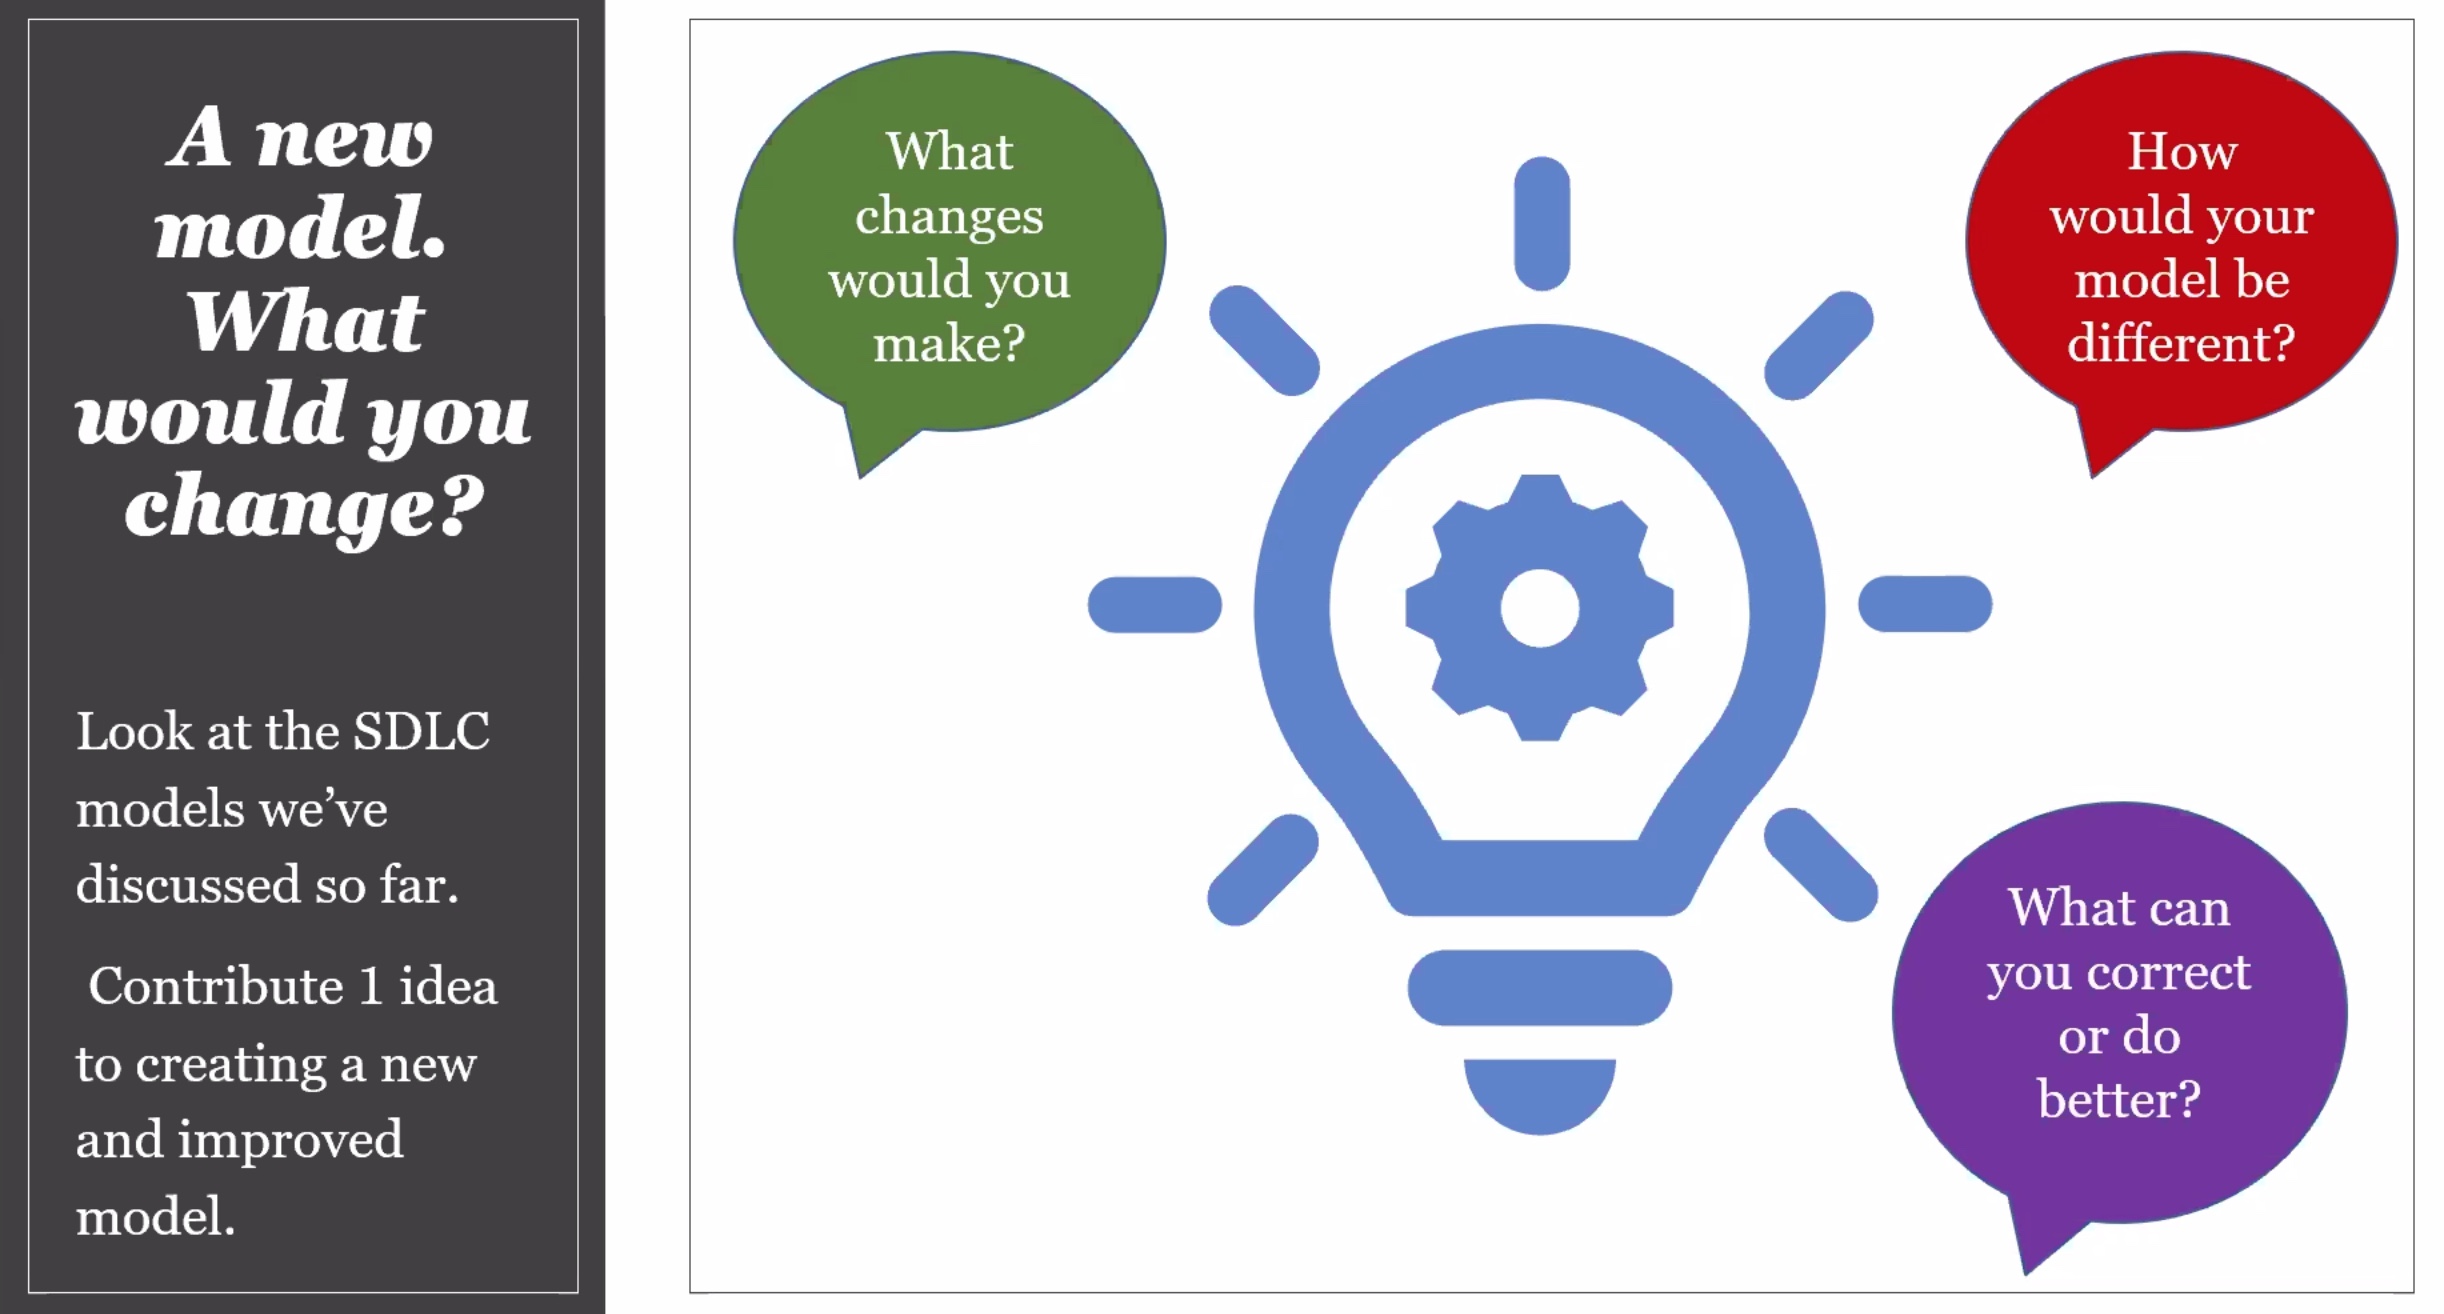 A new
model.
What
would you
change?
Look at the SDLC
models we’ve
discussed so far.
Contribute 1 idea
to creating a new
and improved
model.
What
changes
would you
make?
How
would your
model be
different?
What can
you correct
or do
better?